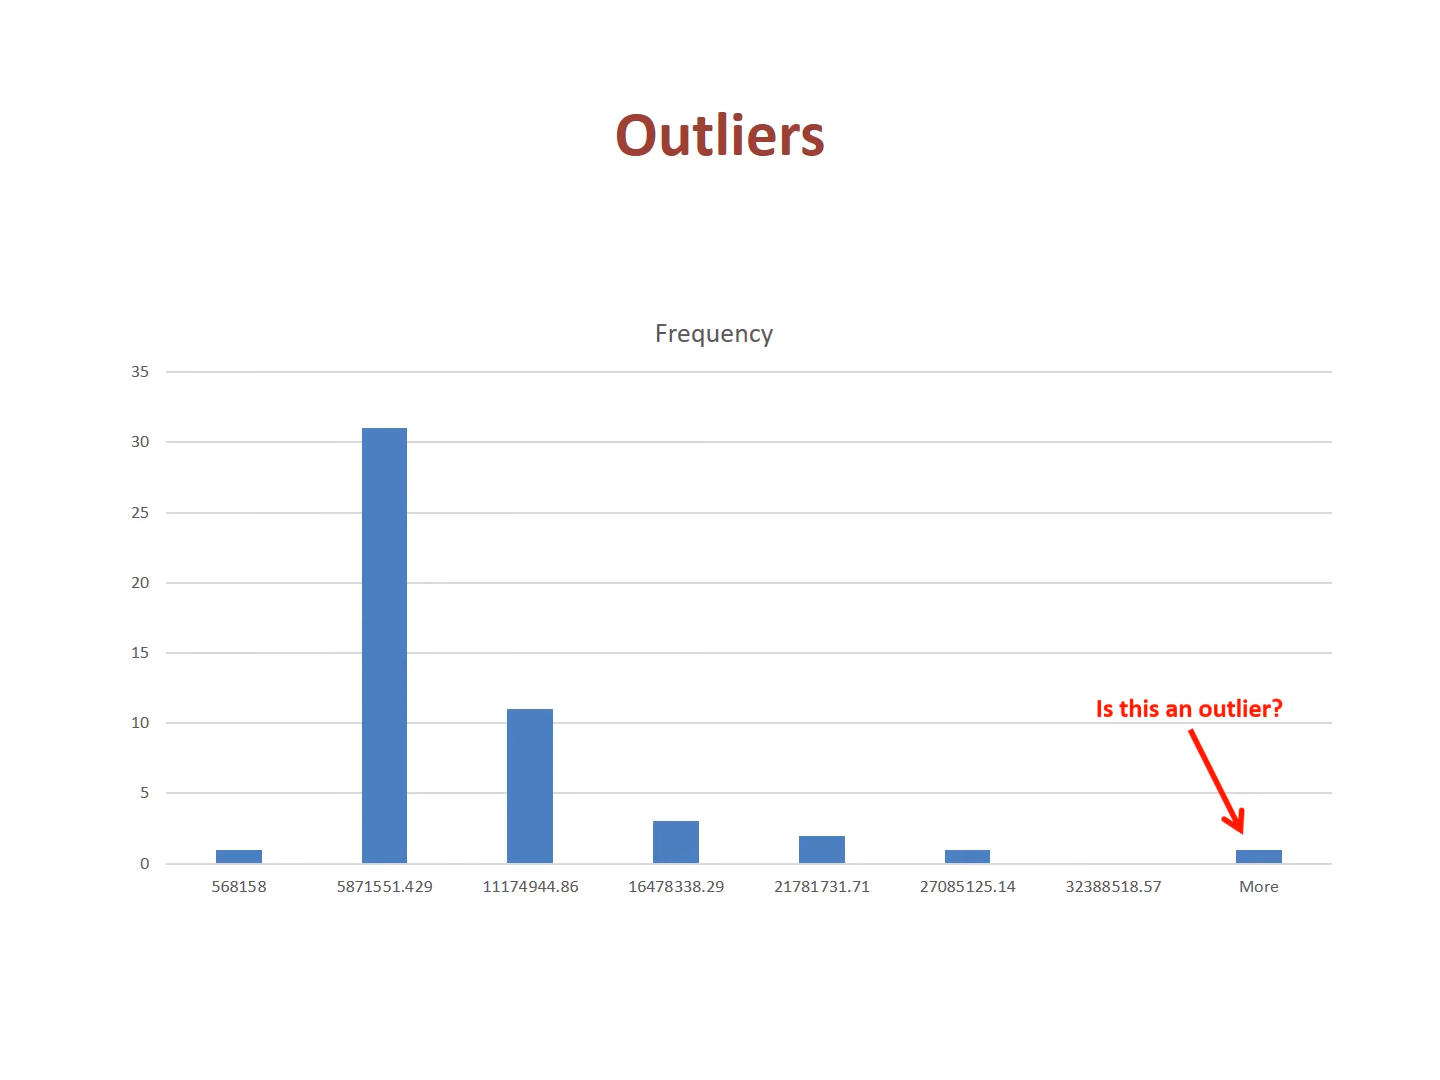 Outliers
Frequency
35
30
25
20
15
10
5
0
Is this an outlier?
568158 5871551.429 11174944.86 16478338.29 21781731.71 27085125.14 32388518.57 More